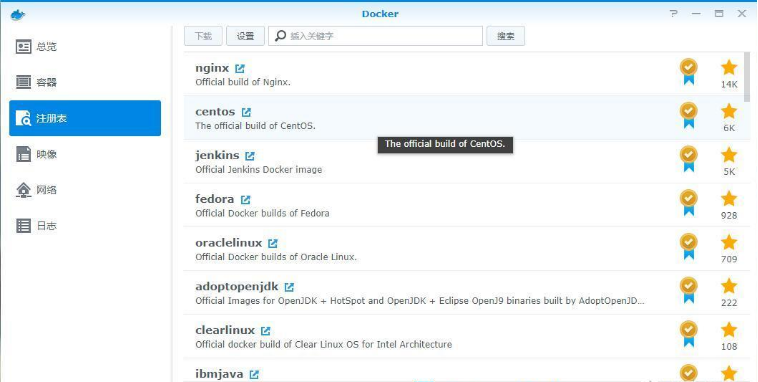 Docker
?
总览
容器
注册表
映像
网络
日志
下载 设置 插入关键字 搜索
nginx
Official build of Nginx.
14K
centos
The official build of CentOS.
6K
The official build of CentOS.
jenkins
Official Jenkins Docker image
5K
fedora
Official Docker builds of Fedora
928
oraclelinux
Official Docker builds of Oracle Linux.
709
adoptopenjdk
Official Images for OpenJDK + HotSpot and OpenJDK + Eclipse OpenJ9 binaries built by AdoptOpenJD...
222
clearlinux
Official docker build of Clear Linux OS for Intel Architecture
108
ibmjava